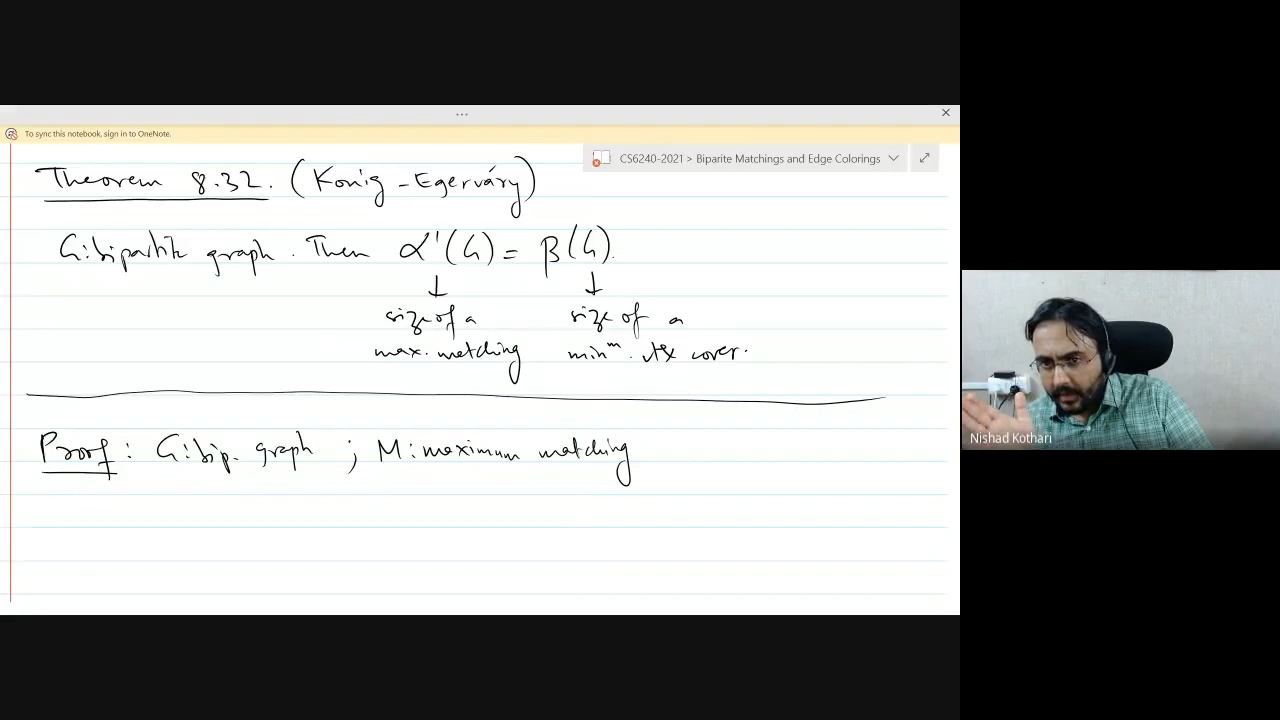 ...
To sync this notebook, sign in to OneNote.
CS6240-2021 > Biparite Matchings and Edge Colorings
Theorem 8.32. (König-Egerváry)
G: bipartite graph. Then α'(G) = β(G).
↓ ↓
size of a size of a
max. matching minᵐ. vtx cover.
Proof: G: bip. graph ; M: maximum matching
Nishad Kothari